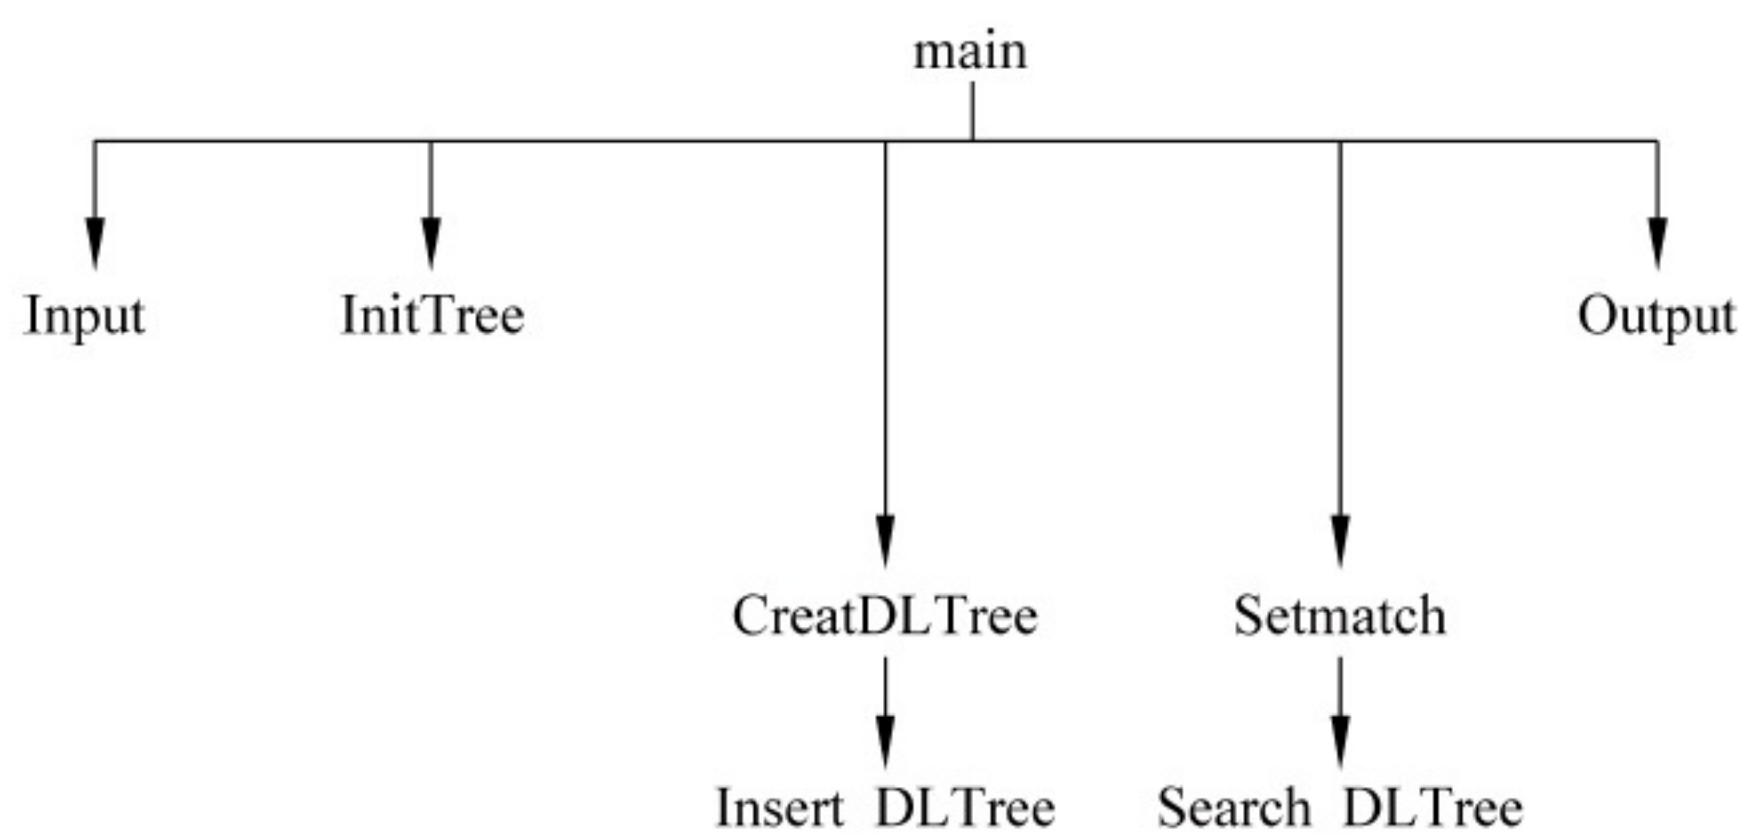 main
Input
InitTree
Output
CreatDLTree
Setmatch
Insert DLTree
Search DLTree